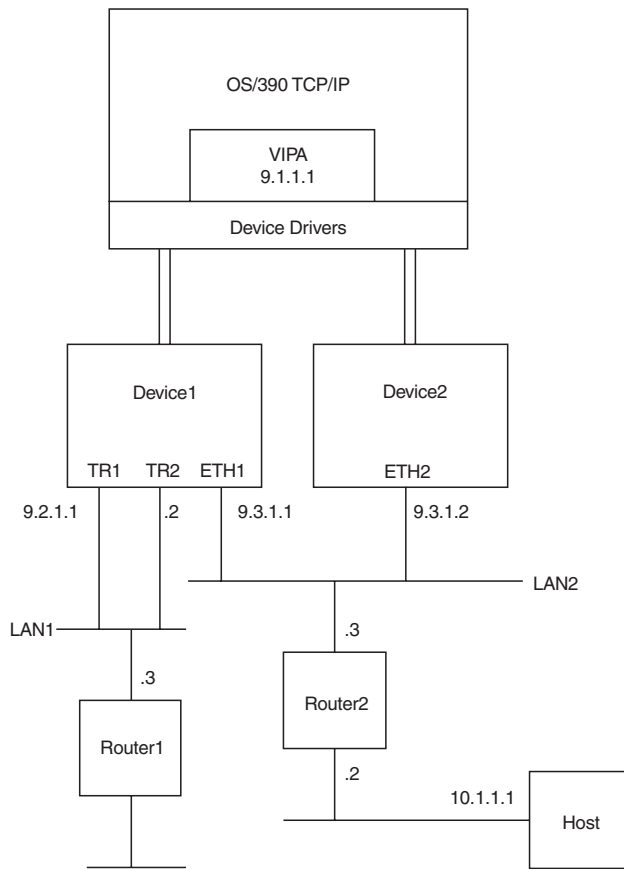 OS/390 TCP/IP
VIPA
9.1.1.1
Device Drivers
Device1
Device2
TR1 TR2 ETH1
ETH2
9.2.1.1 .2 9.3.1.1 9.3.1.2
LAN2
LAN1
.3
.3
Router2
Router1
.2
10.1.1.1
Host